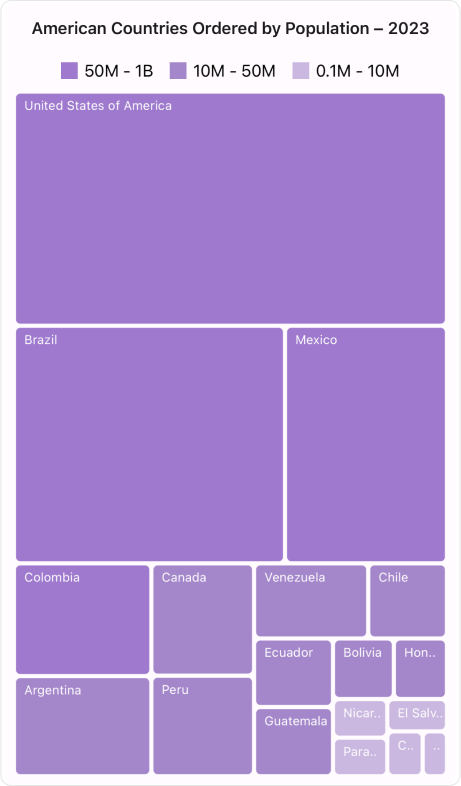 American Countries Ordered by Population – 2023
50M - 1B
10M - 50M
0.1M - 10M
United States of America
Brazil
Mexico
Colombia
Canada
Venezuela
Chile
Ecuador
Bolivia
Hon..
Argentina
Peru
Guatemala
Nicar..
El Salv..
Para..
C..
..